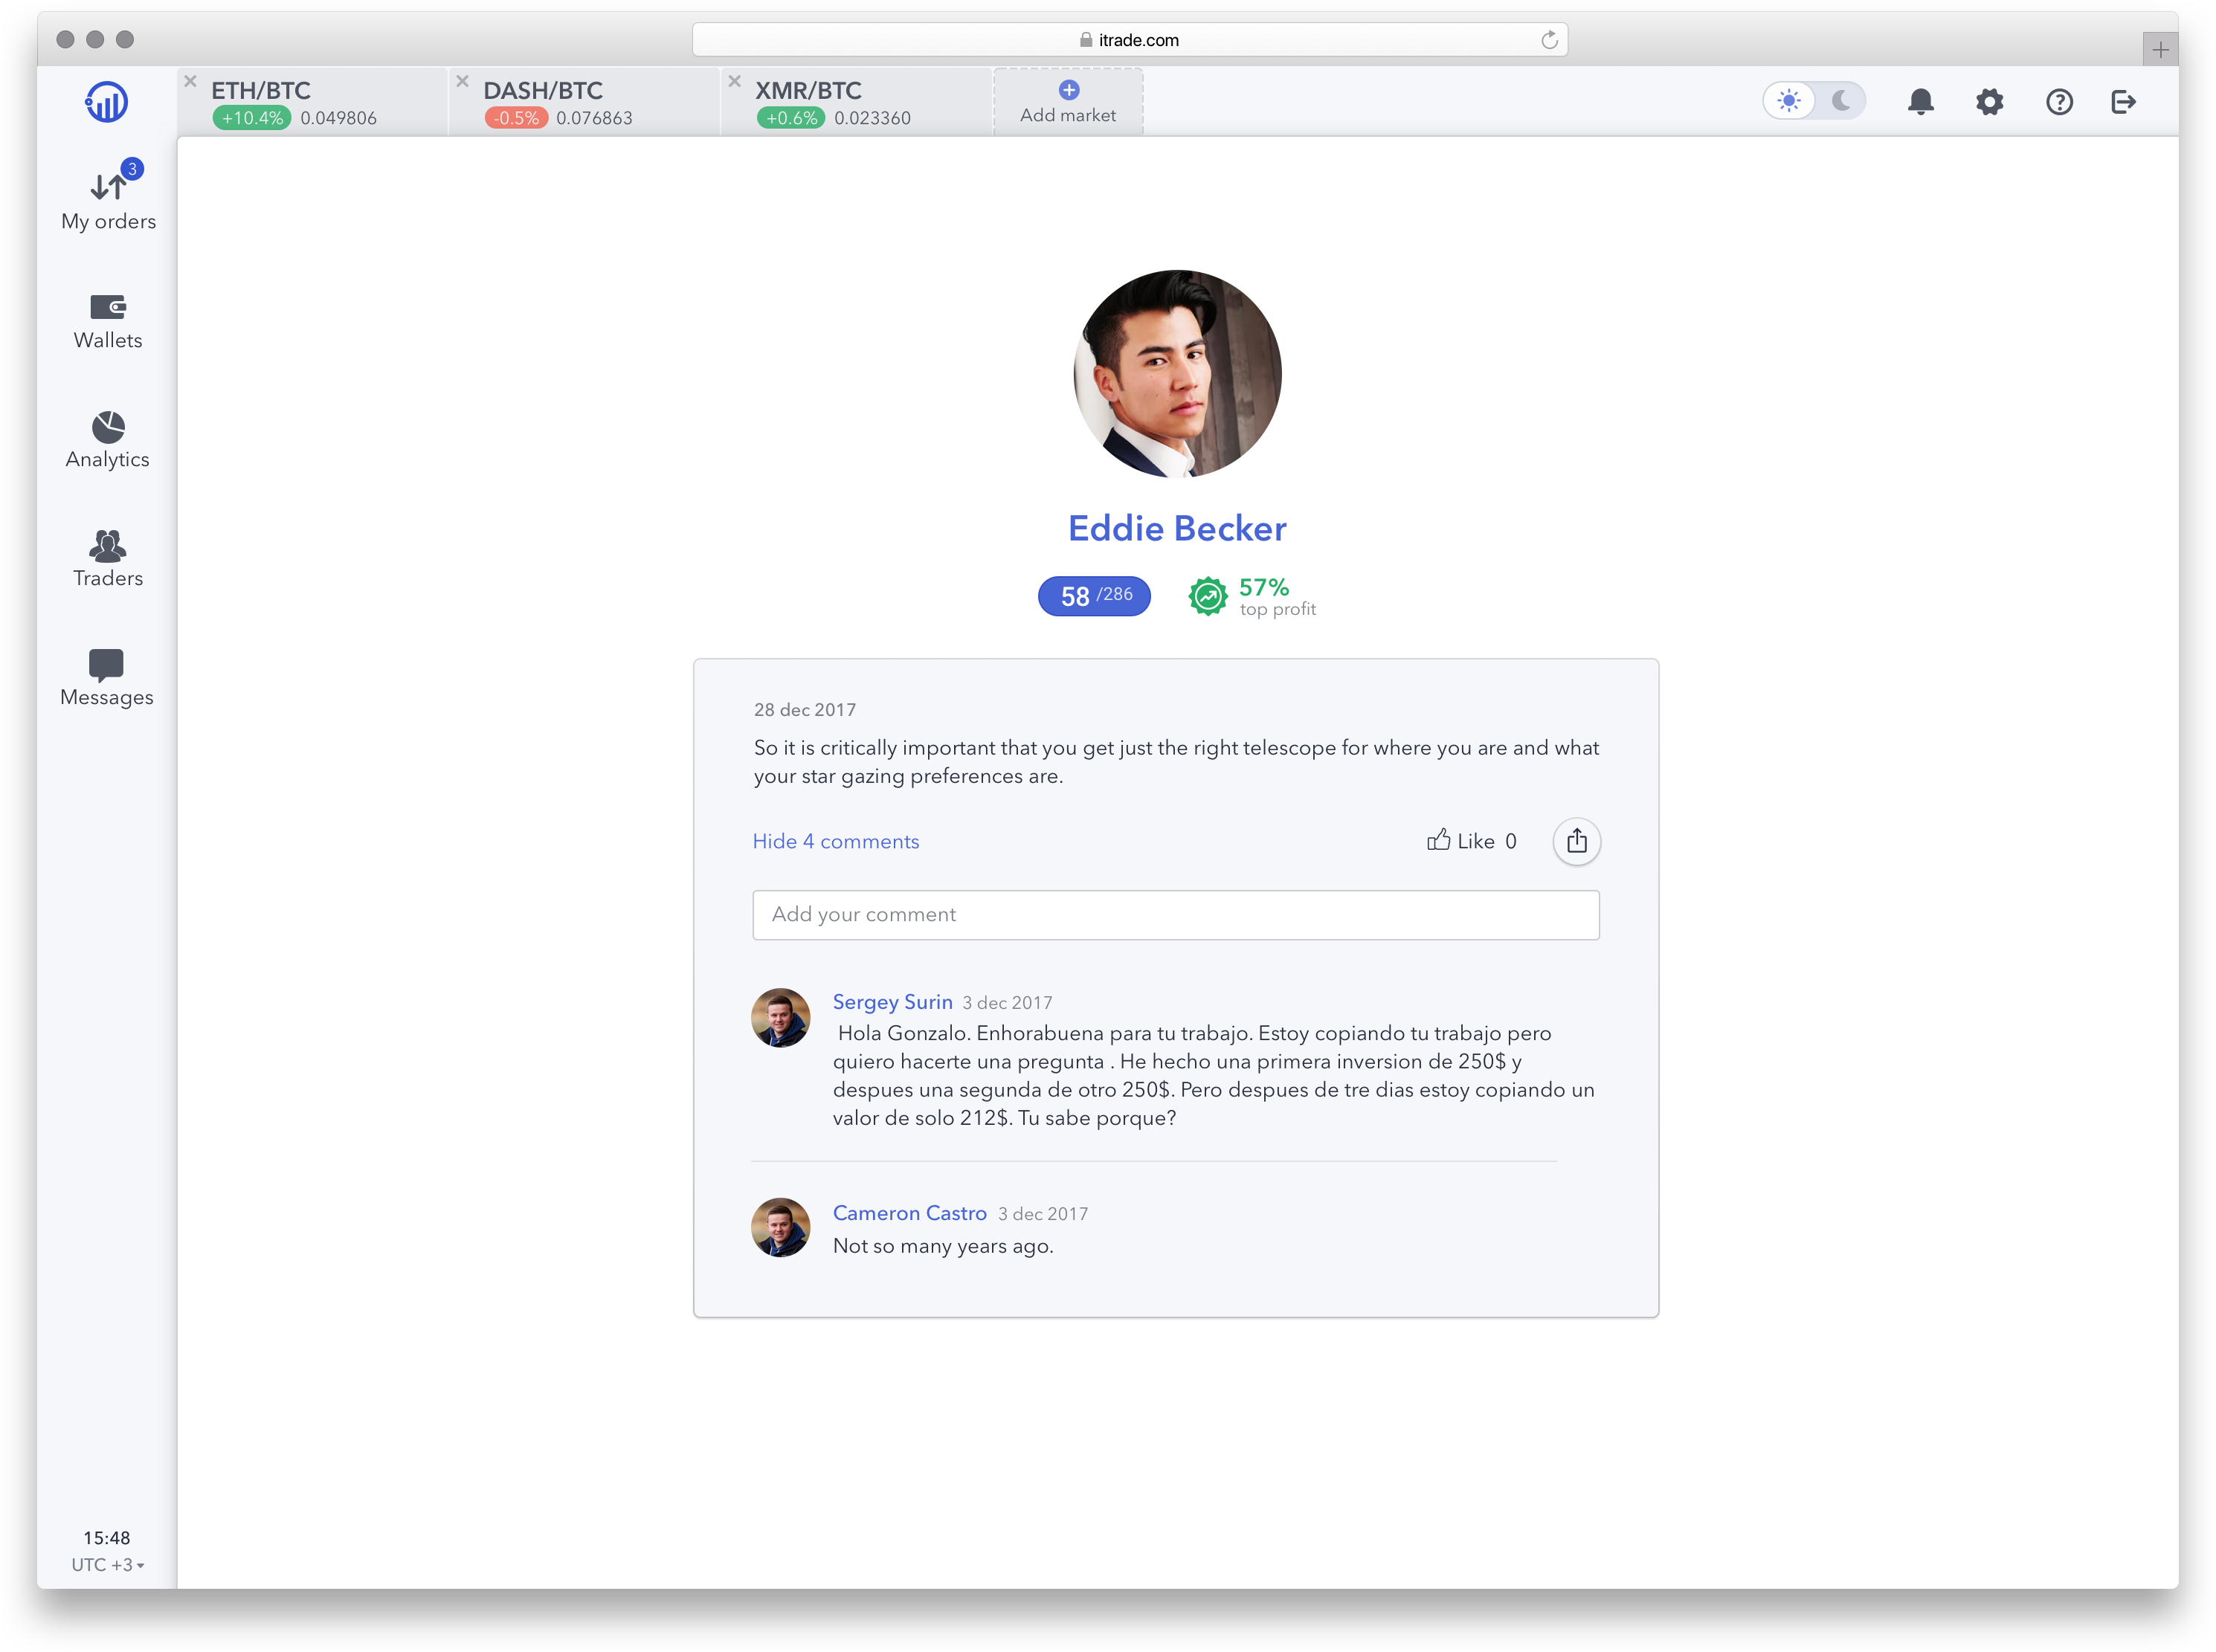 itrade.com
ETH/BTC
+10.4% 0.049806
DASH/BTC
-0.5% 0.076863
XMR/BTC
+0.6% 0.023360
Add market
3
My orders
Wallets
Analytics
Traders
Messages
15:48
UTC +3
Eddie Becker
58 /286
57%
top profit
28 dec 2017
So it is critically important that you get just the right telescope for where you are and what
your star gazing preferences are.
Hide 4 comments
Like 0
Add your comment
Sergey Surin 3 dec 2017
Hola Gonzalo. Enhorabuena para tu trabajo. Estoy copiando tu trabajo pero
quiero hacerte una pregunta . He hecho una primera inversion de 250$ y
despues una segunda de otro 250$. Pero despues de tre dias estoy copiando un
valor de solo 212$. Tu sabe porque?
Cameron Castro 3 dec 2017
Not so many years ago.